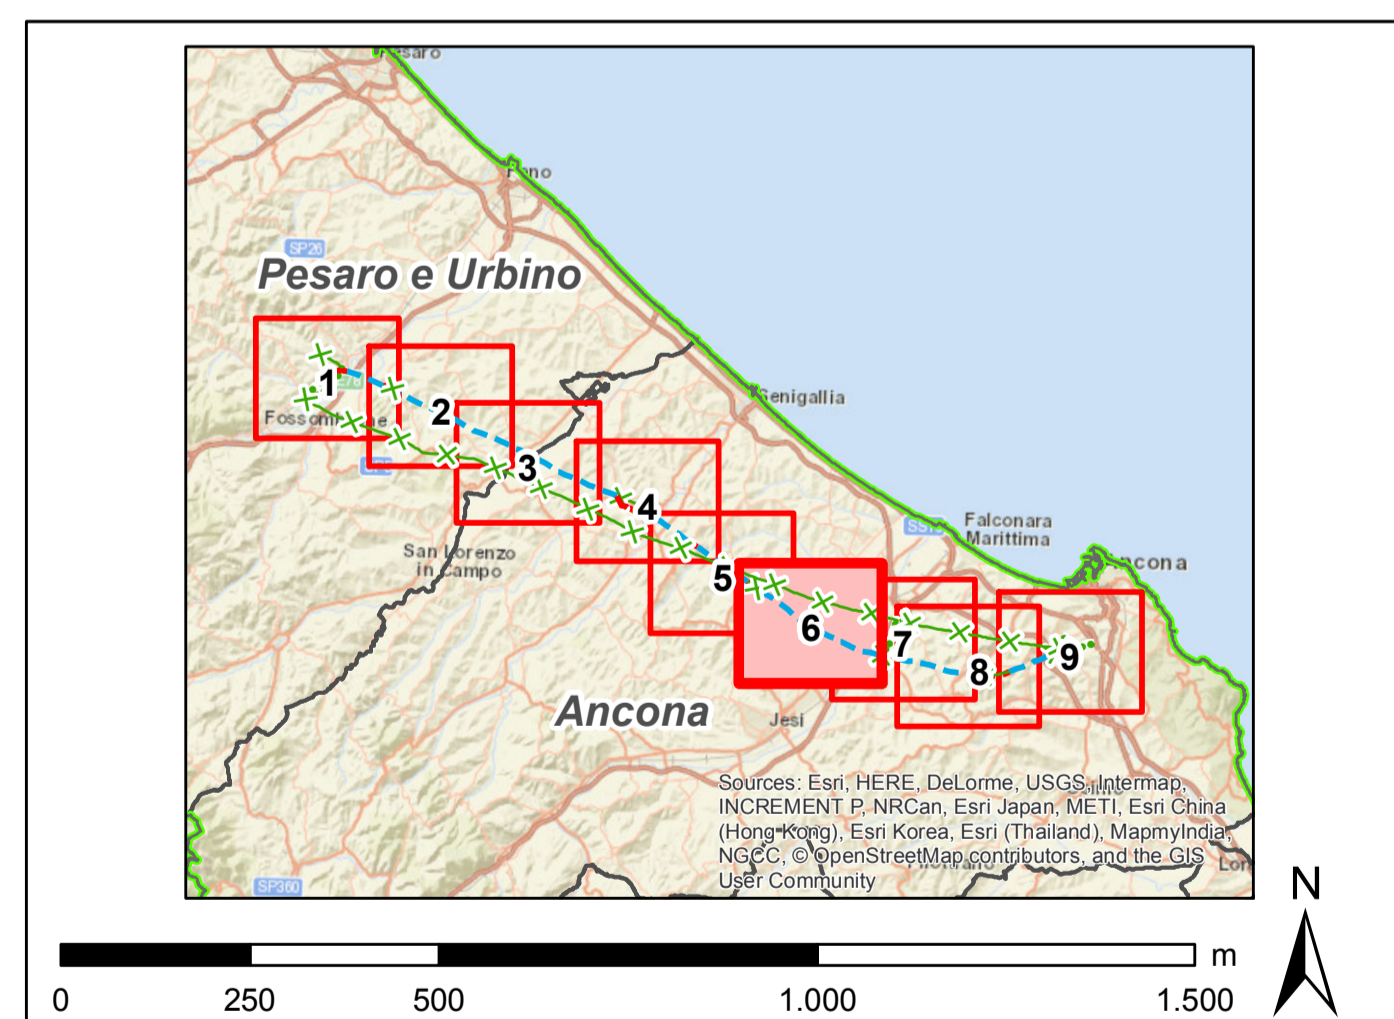 Pesaro e Urbino
SP26
1
2
3
4
5
6
7
8
9
Senigallia
San Lorenzo
in Campo
Falconara
Marittima
Ancona
Jesi
SP360
Sources: Esri, HERE, DeLorme, USGS, Intermap,
INCREMENT P, NRCan, Esri Japan, METI, Esri China
(Hong Kong), Esri Korea, Esri (Thailand), MapmyIndia,
NGCC, © OpenStreetMap contributors, and the GIS
User Community
N
m
0 250 500 1.000 1.500